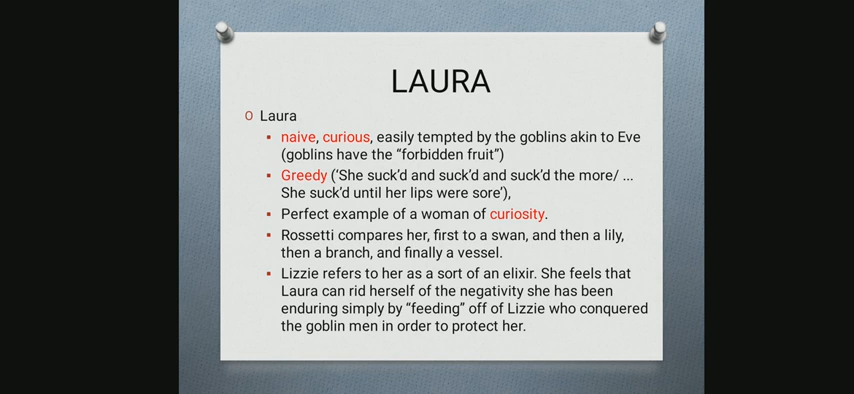 LAURA
O Laura
▪ naive, curious, easily tempted by the goblins akin to Eve
(goblins have the “forbidden fruit”)
▪ Greedy (‘She suck’d and suck’d and suck’d the more/ ...
She suck’d until her lips were sore’),
▪ Perfect example of a woman of curiosity.
▪ Rossetti compares her, first to a swan, and then a lily,
then a branch, and finally a vessel.
▪ Lizzie refers to her as a sort of an elixir. She feels that
Laura can rid herself of the negativity she has been
enduring simply by “feeding” off of Lizzie who conquered
the goblin men in order to protect her.